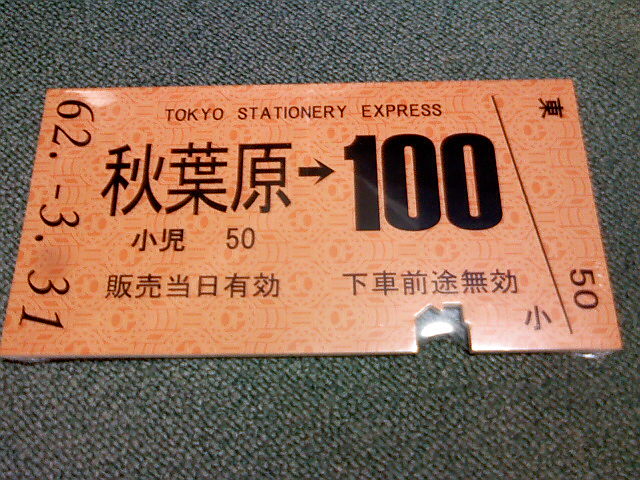 TOKYO STATIONERY EXPRESS
秋葉原→100
小児 50
販売当日有効 下車前途無効
62.-3.31
東
50
小